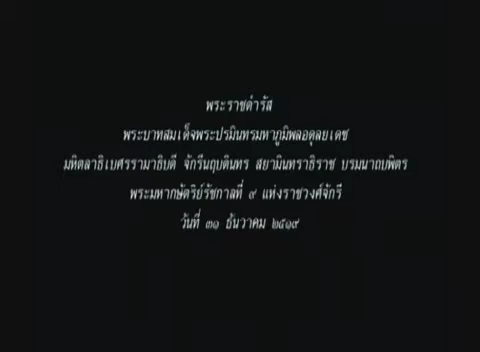 พระราชดำรัส
พระบาทสมเด็จพระปรมินทรมหาภูมิพลอดุลยเดช
มหิตลาธิเบศรรามาธิบดี จักรีนฤบดินทร สยามินทราธิราช บรมนาถบพิตร
พระมหากษัตริย์รัชกาลที่ ๙ แห่งราชวงศ์จักรี
วันที่ ๓๑ ธันวาคม ๒๕๑๙